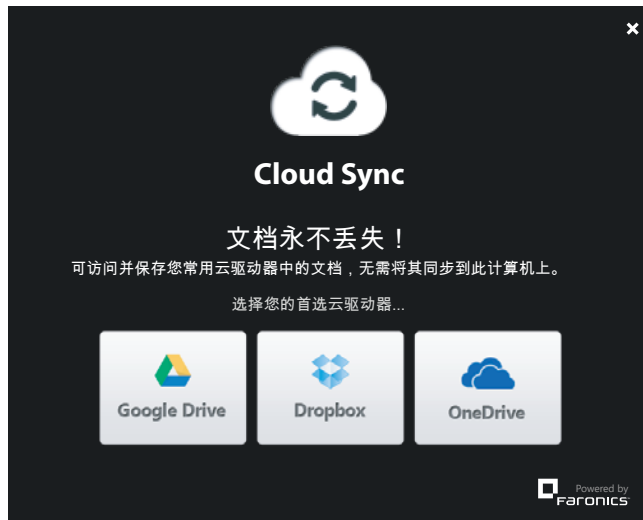 Cloud Sync
文档永不丢失！
可访问并保存您常用云驱动器中的文档，无需将其同步到此计算机上。
选择您的首选云驱动器...
Google Drive
Dropbox
OneDrive
Powered by
Faronics